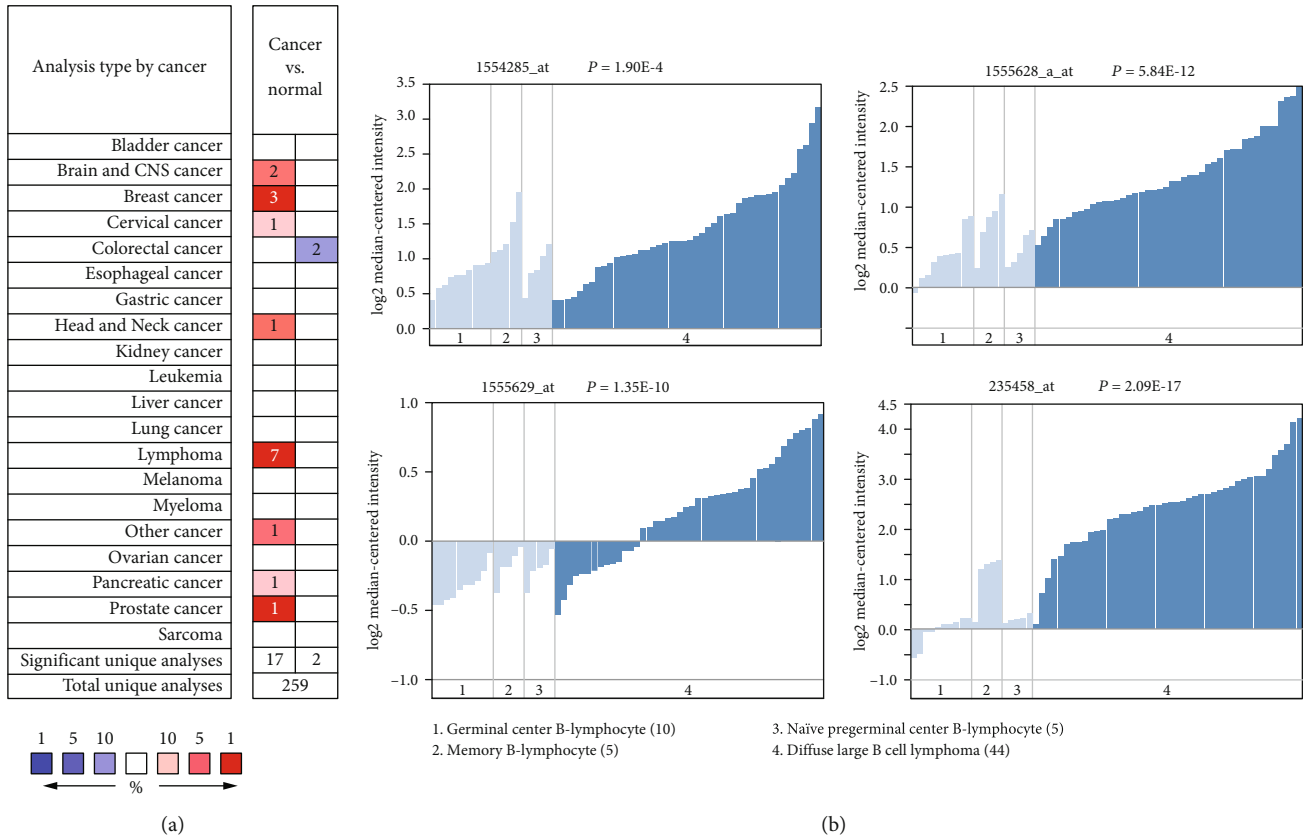 Analysis type by cancer
Cancer
vs.
normal
Bladder cancer
Brain and CNS cancer 2
Breast cancer 3
Cervical cancer 1
Colorectal cancer 2
Esophageal cancer
Gastric cancer
Head and Neck cancer 1
Kidney cancer
Leukemia
Liver cancer
Lung cancer
Lymphoma 7
Melanoma
Myeloma
Other cancer 1
Ovarian cancer
Pancreatic cancer 1
Prostate cancer 1
Sarcoma
Significant unique analyses 17 2
Total unique analyses 259
1 5 10 10 5 1
%
(a)
1554285_at P = 1.90E-4
log2 median-centered intensity
3.5
3.0
2.5
2.0
1.5
1.0
0.5
0.0
1 2 3 4
1555628_a_at P = 5.84E-12
log2 median-centered intensity
2.5
2.0
1.5
1.0
0.5
0.0
1 2 3 4
1555629_at P = 1.35E-10
log2 median-centered intensity
1.0
0.5
0.0
−0.5
−1.0
1 2 3 4
235458_at P = 2.09E-17
log2 median-centered intensity
4.5
4.0
3.0
2.0
1.0
0.0
−1.0
1 2 3 4
1. Germinal center B-lymphocyte (10)
2. Memory B-lymphocyte (5)
3. Naïve pregerminal center B-lymphocyte (5)
4. Diffuse large B cell lymphoma (44)
(b)